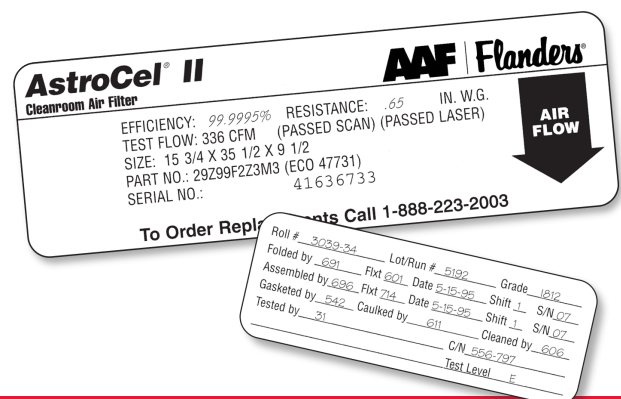 AstroCel® II
AAF | Flanders®
Cleanroom Air Filter
EFFICIENCY: 99.9995% RESISTANCE: .65 IN. W.G.
TEST FLOW: 336 CFM (PASSED SCAN) (PASSED LASER)
SIZE: 15 3/4 X 35 1/2 X 9 1/2
PART NO.: 29Z99F2Z3M3 (ECO 47731)
SERIAL NO.: 41636733
AIR
FLOW
To Order Call 1-888-223-2003
Roll # 3039-34 Lot/Run # 5192 Grade 1812
Folded by 691 Flxt 601 Date 5-15-95 Shift 1 S/N 07
Assembled by 696 Flxt 714 Date 5-15-95 Shift 1 S/N 07
Gasketed by 542 Caulked by 611 Cleaned by 606
Tested by 31 C/N 556-797
Test Level E